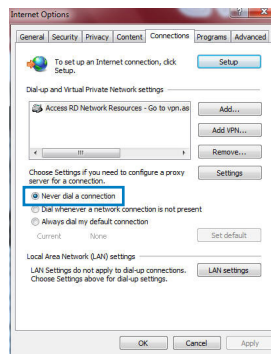 Internet Options
General Security Privacy Content Connections Programs Advanced
To set up an Internet connection, click
Setup.
Setup
Dial-up and Virtual Private Network settings
Access RD Network Resources - Go to vpn.as
Add...
Add VPN...
Remove...
Choose Settings if you need to configure a proxy
server for a connection.
Settings
Never dial a connection
Dial whenever a network connection is not present
Always dial my default connection
Current None
Set default
Local Area Network (LAN) settings
LAN Settings do not apply to dial-up connections.
Choose Settings above for dial-up settings.
LAN settings
OK Cancel Apply